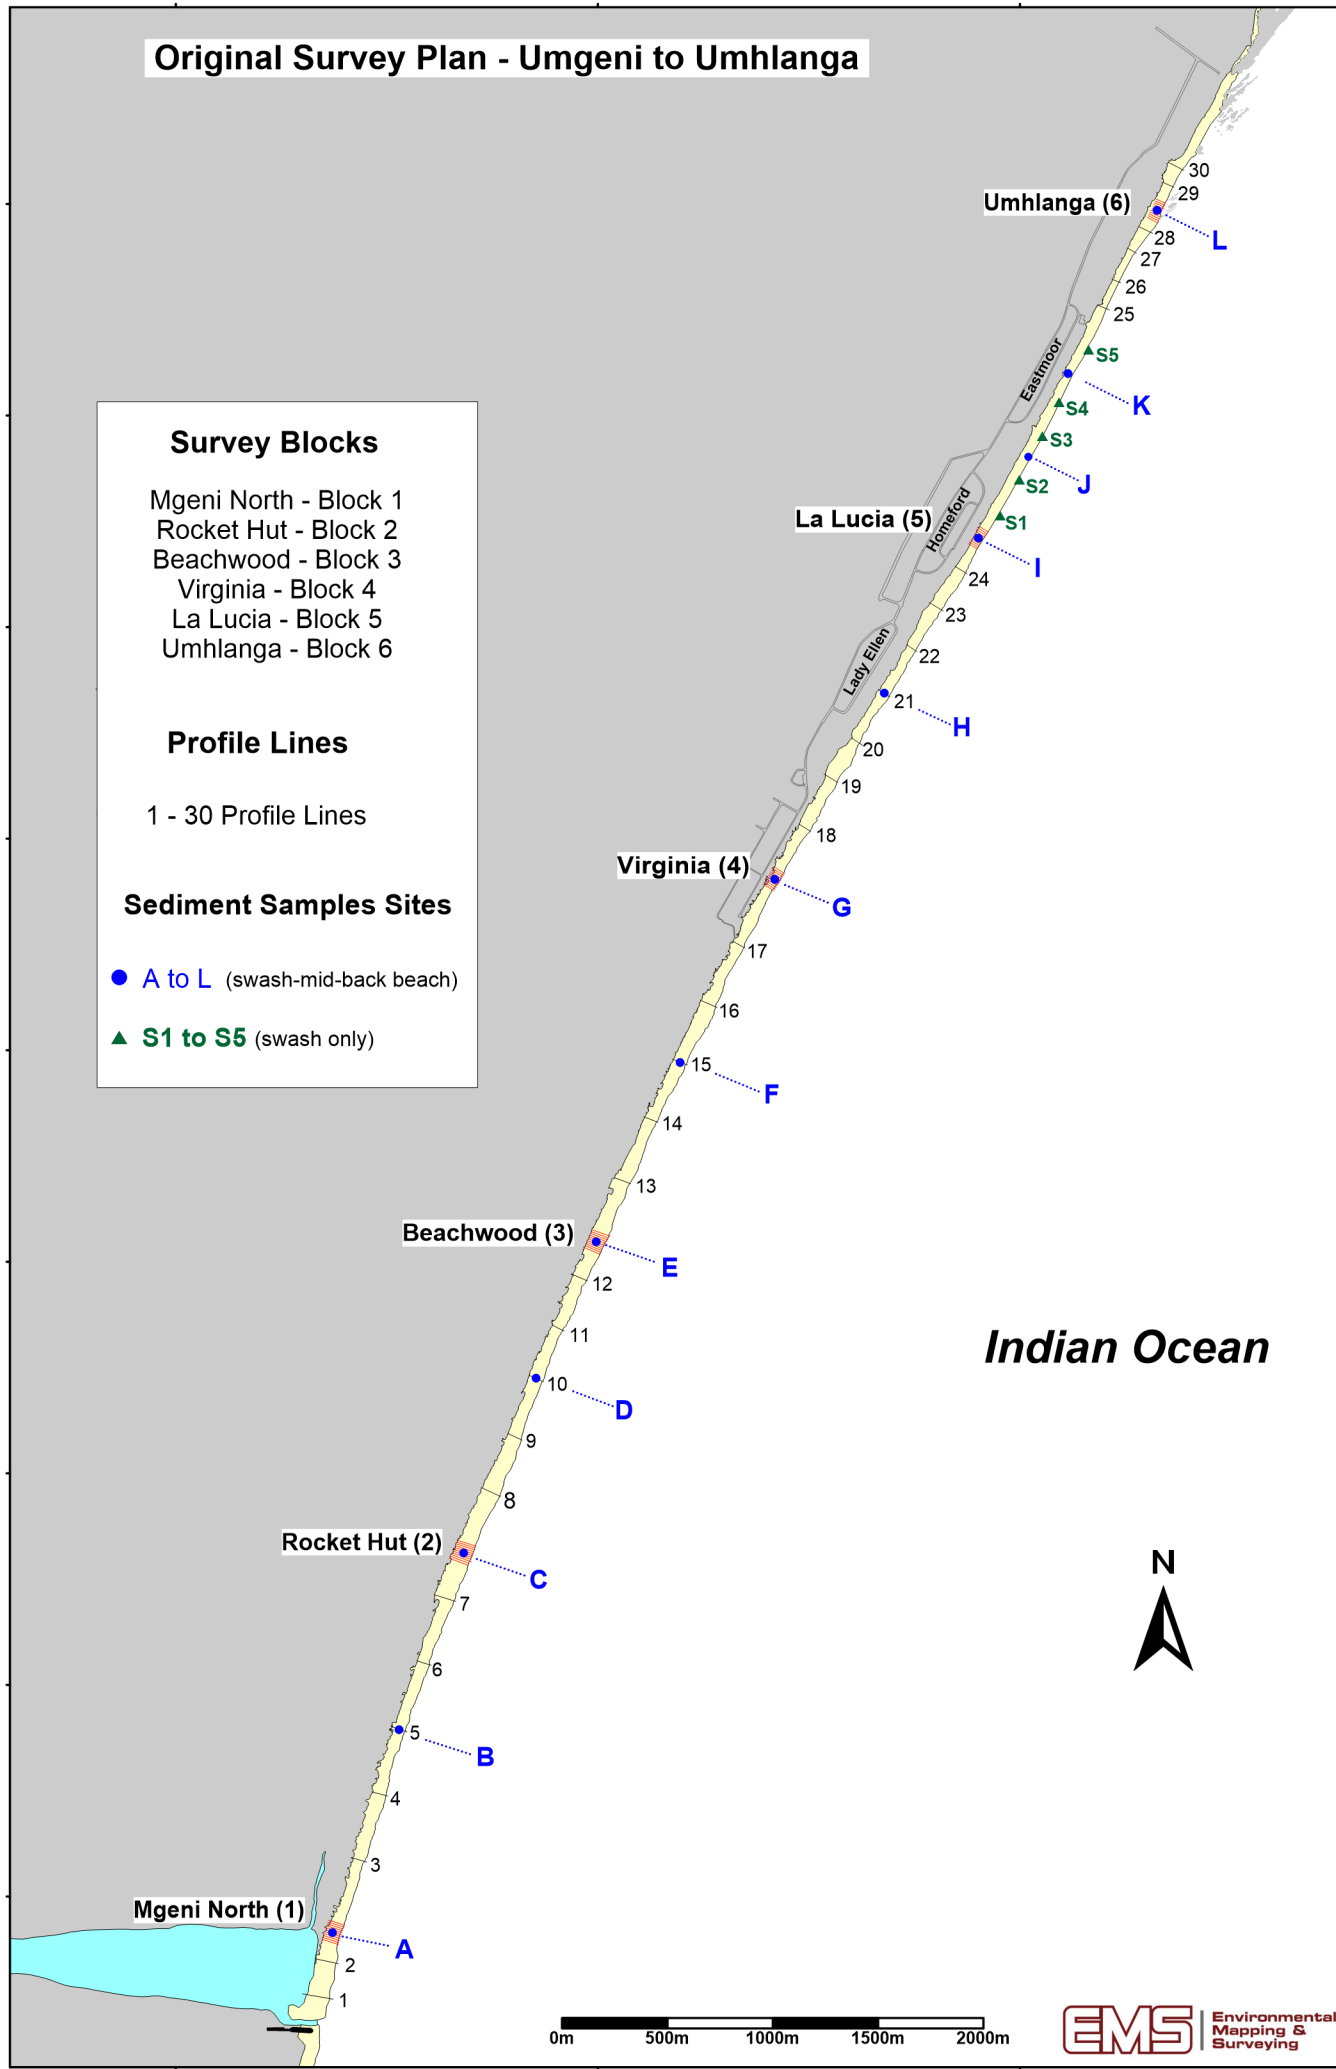 Original Survey Plan - Umgeni to Umhlanga
30
29
Umhlanga (6)
28
L
27
26
25
Eastmoor
S5
K
S4
S3
J
S2
La Lucia (5)
Homeford
S1
I
24
23
22
Lady Ellen
21
H
20
19
18
Virginia (4)
G
17
16
15
F
14
13
Beachwood (3)
E
12
11
10
D
9
8
Rocket Hut (2)
C
7
6
5
B
4
3
Mgeni North (1)
A
2
1
Survey Blocks
Mgeni North - Block 1
Rocket Hut - Block 2
Beachwood - Block 3
Virginia - Block 4
La Lucia - Block 5
Umhlanga - Block 6
Profile Lines
1 - 30 Profile Lines
Sediment Samples Sites
A to L (swash-mid-back beach)
S1 to S5 (swash only)
Indian Ocean
N
0m 500m 1000m 1500m 2000m
EMS
Environmental
Mapping &
Surveying